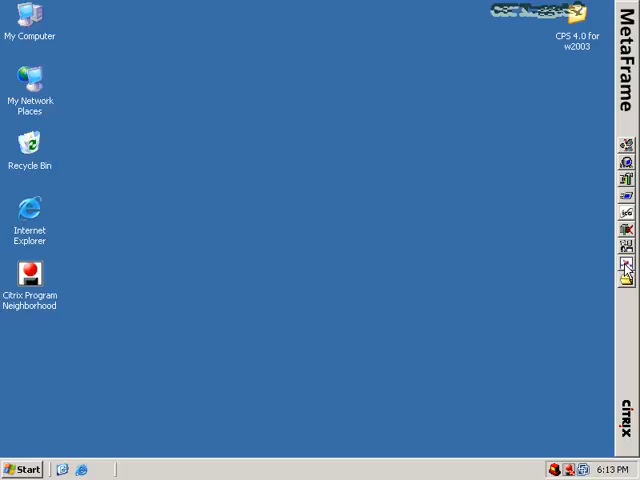 My Computer
CPS 4.0 for
w2003
MetaFrame
My Network
Places
Recycle Bin
Internet
Explorer
Citrix Program
Neighborhood
CITRIX
Start
6:13 PM